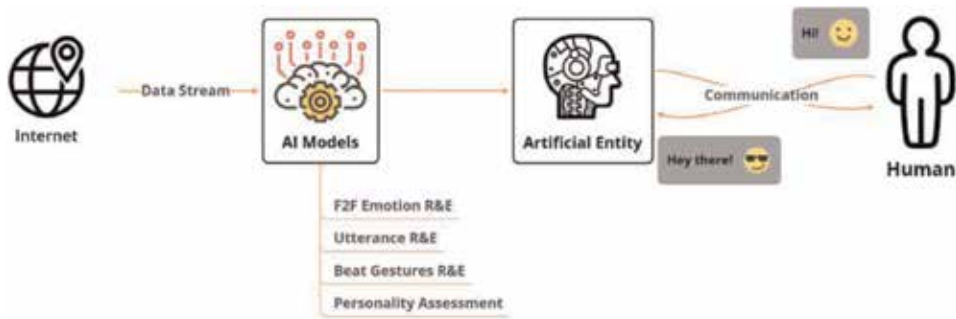 Internet
Data Stream
AI Models
F2F Emotion R&E
Utterance R&E
Beat Gestures R&E
Personality Assessment
Artificial Entity
Communication
Hi!
Hey there!
Human